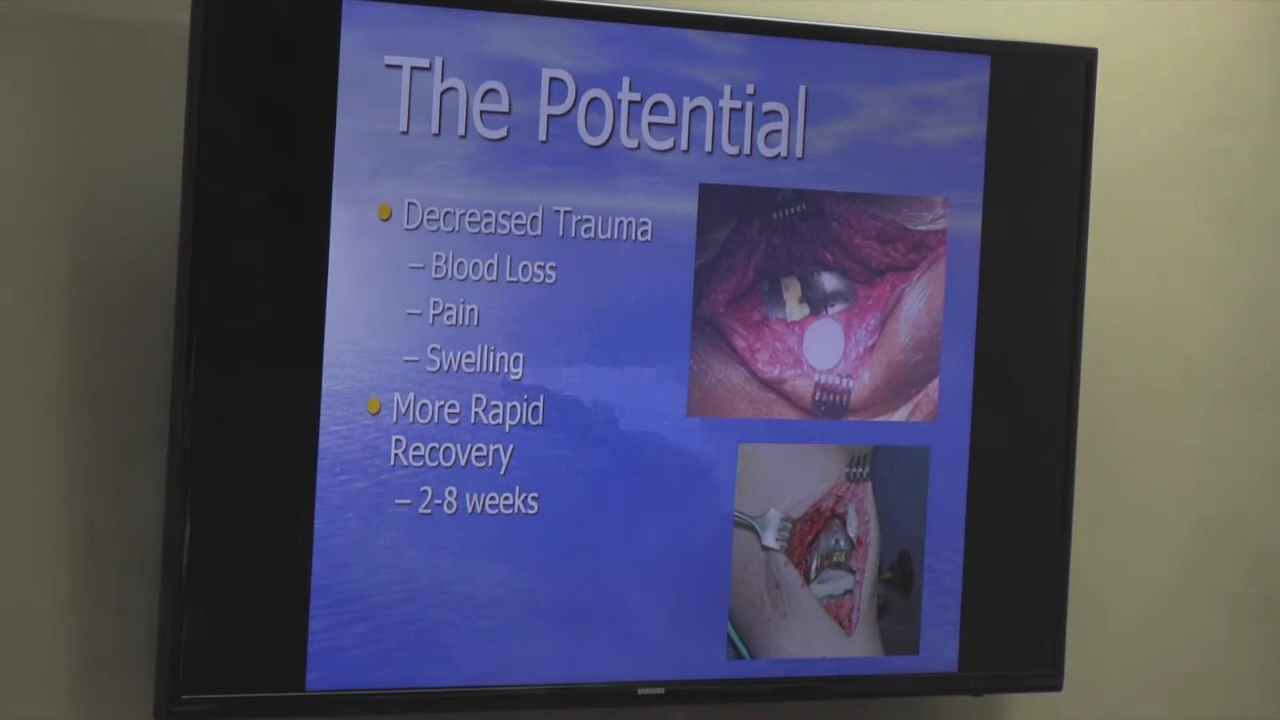 The Potential
Decreased Trauma
– Blood Loss
– Pain
– Swelling
More Rapid
Recovery
– 2-8 weeks
SAMSUNG